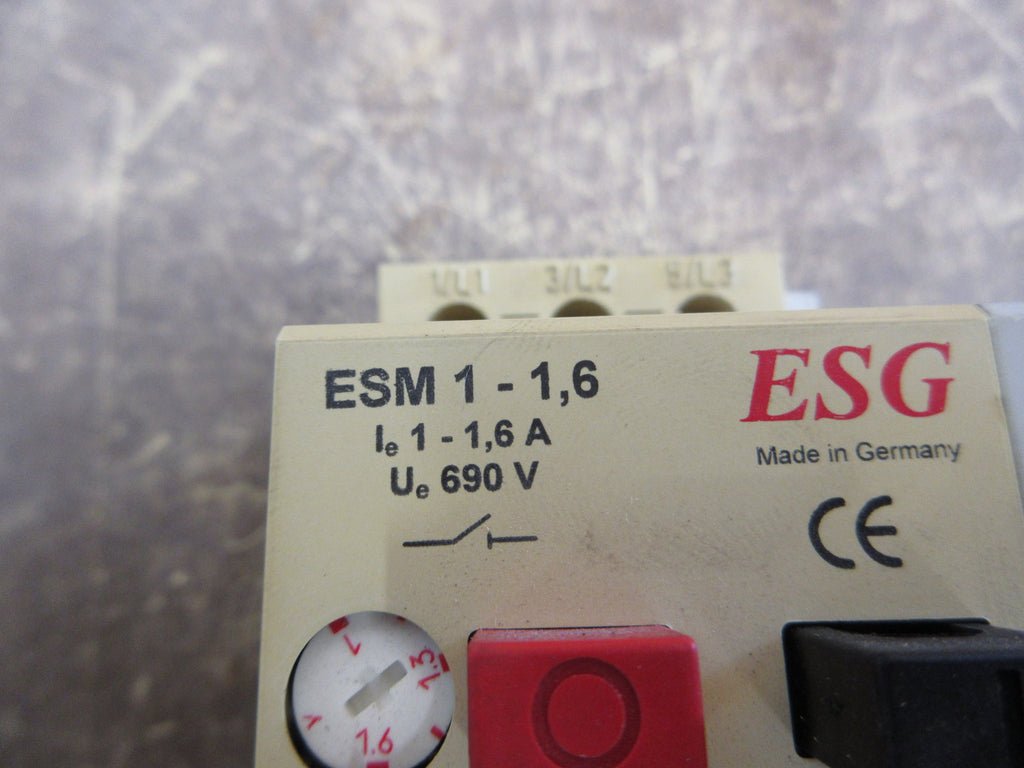 1/L1 3/L2 5/L3
ESM 1 - 1,6
Ie 1 - 1,6 A
Ue 690 V
ESG
Made in Germany
CE
1
1.3
1.6
A
O